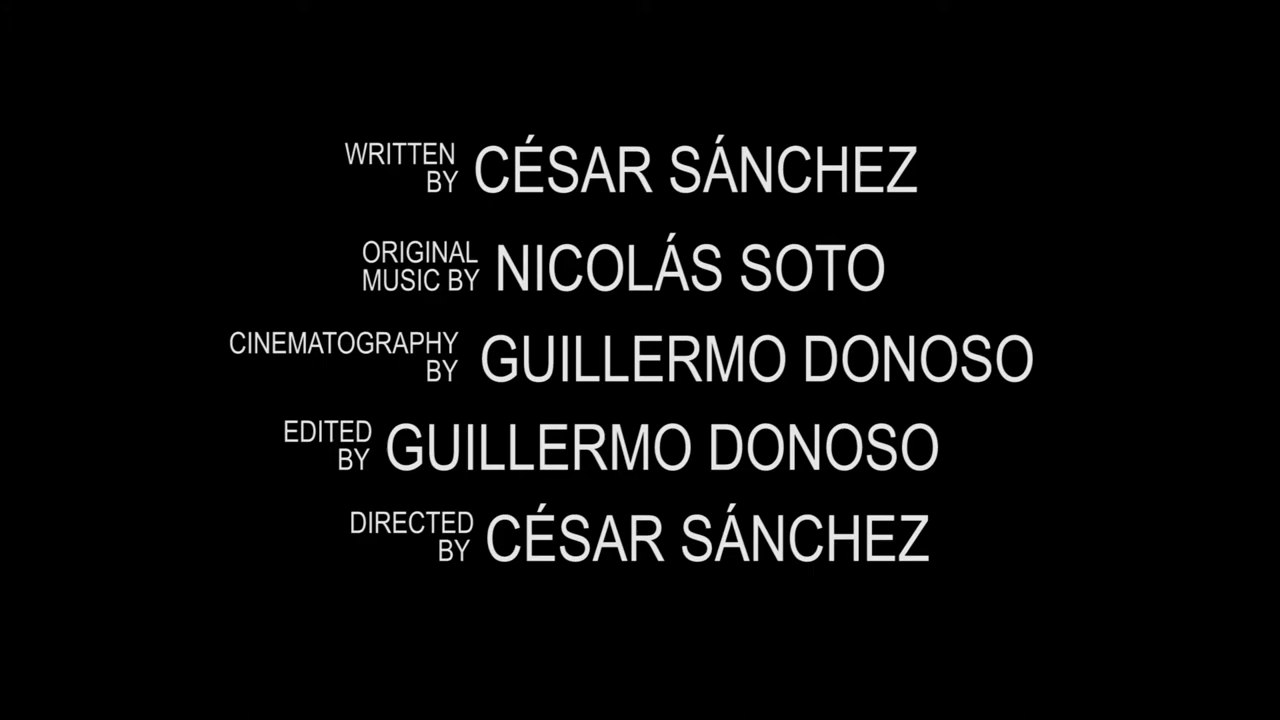 WRITTEN BY CÉSAR SÁNCHEZ
ORIGINAL MUSIC BY NICOLÁS SOTO
CINEMATOGRAPHY BY GUILLERMO DONOSO
EDITED BY GUILLERMO DONOSO
DIRECTED BY CÉSAR SÁNCHEZ